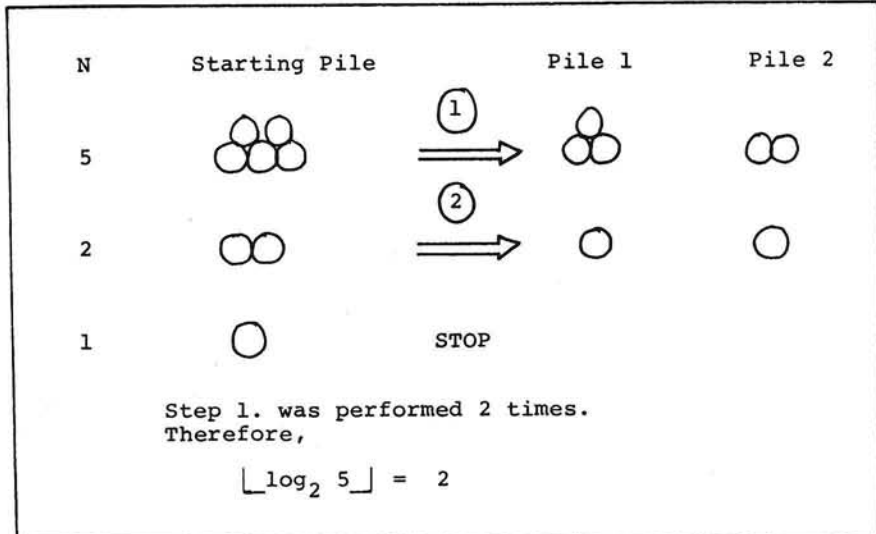 N Starting Pile Pile 1 Pile 2
1
5
2
2
1 STOP
Step 1. was performed 2 times.
Therefore,
⌊log₂ 5⌋ = 2